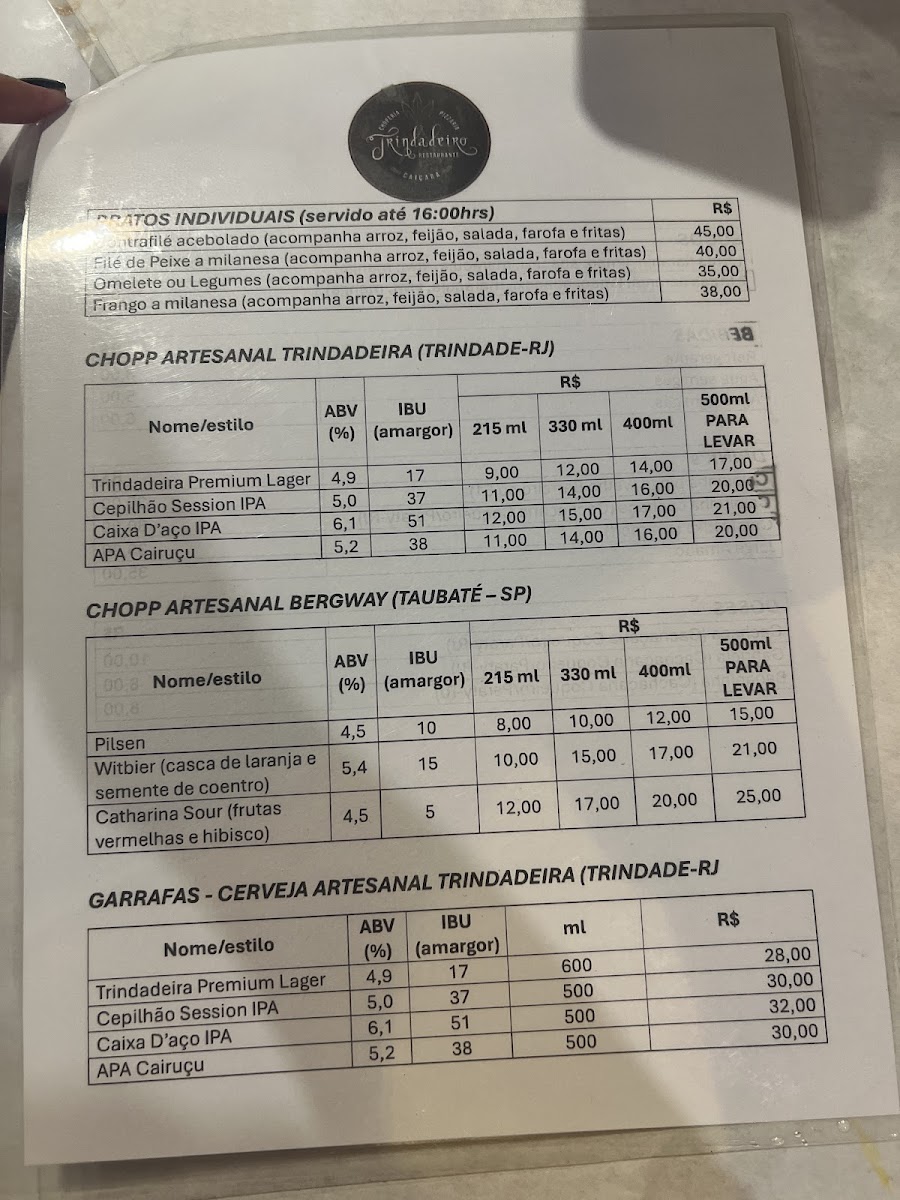 CHOPERIA PIZZARIA
Trindadeiro
RESTAURANTE
CAIÇARA
PRATOS INDIVIDUAIS (servido até 16:00hrs) R$
Contrafilé acebolado (acompanha arroz, feijão, salada, farofa e fritas) 45,00
Filé de Peixe a milanesa (acompanha arroz, feijão, salada, farofa e fritas) 40,00
Omelete ou Legumes (acompanha arroz, feijão, salada, farofa e fritas) 35,00
Frango a milanesa (acompanha arroz, feijão, salada, farofa e fritas) 38,00
CHOPP ARTESANAL TRINDADEIRA (TRINDADE-RJ)
Nome/estilo ABV (%) IBU (amargor) R$ 215 ml 330 ml 400ml 500ml PARA LEVAR
Trindadeira Premium Lager 4,9 17 9,00 12,00 14,00 17,00
Cepilhão Session IPA 5,0 37 11,00 14,00 16,00 20,00
Caixa D'aço IPA 6,1 51 12,00 15,00 17,00 21,00
APA Cairuçu 5,2 38 11,00 14,00 16,00 20,00
CHOPP ARTESANAL BERGWAY (TAUBATÉ – SP)
Nome/estilo ABV (%) IBU (amargor) R$ 215 ml 330 ml 400ml 500ml PARA LEVAR
Pilsen 4,5 10 8,00 10,00 12,00 15,00
Witbier (casca de laranja e
semente de coentro) 5,4 15 10,00 15,00 17,00 21,00
Catharina Sour (frutas
vermelhas e hibisco) 4,5 5 12,00 17,00 20,00 25,00
GARRAFAS - CERVEJA ARTESANAL TRINDADEIRA (TRINDADE-RJ
Nome/estilo ABV (%) IBU (amargor) ml R$
Trindadeira Premium Lager 4,9 17 600 28,00
Cepilhão Session IPA 5,0 37 500 30,00
Caixa D'aço IPA 6,1 51 500 32,00
APA Cairuçu 5,2 38 500 30,00